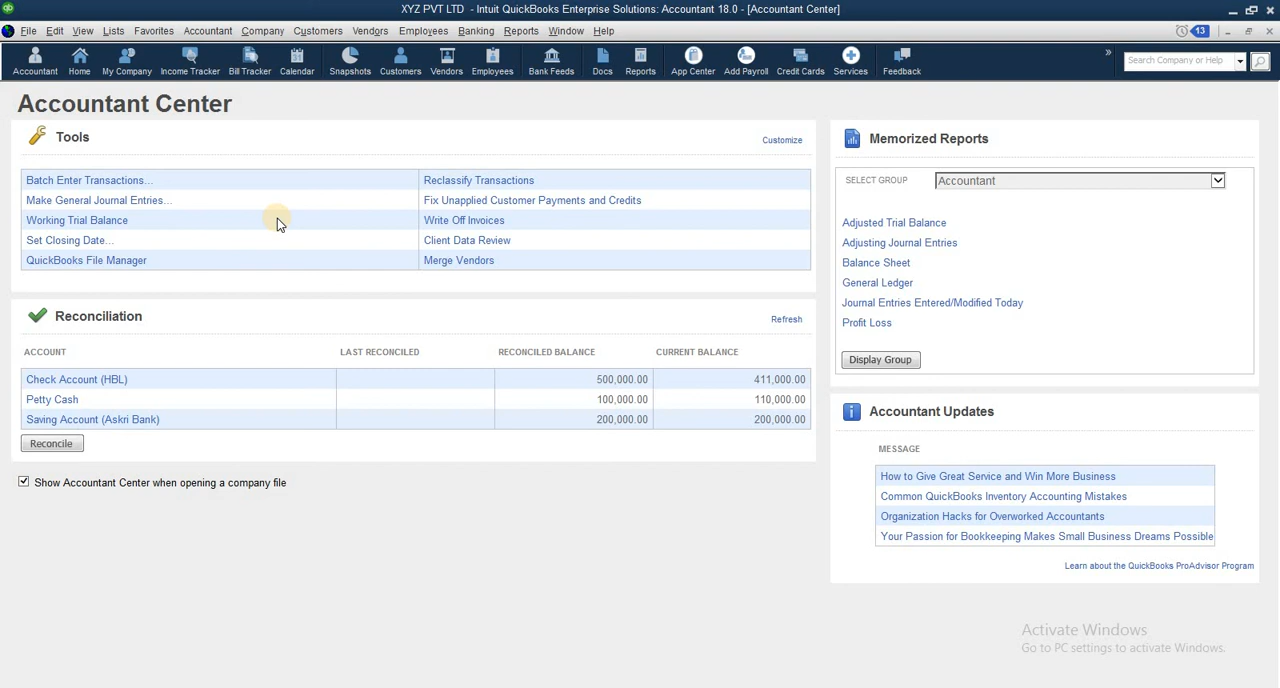 XYZ PVT LTD - Intuit QuickBooks Enterprise Solutions: Accountant 18.0 - [Accountant Center]
File Edit View Lists Favorites Accountant Company Customers Vendors Employees Banking Reports Window Help 13
Accountant Home My Company Income Tracker Bill Tracker Calendar Snapshots Customers Vendors Employees Bank Feeds Docs Reports App Center Add Payroll Credit Cards Services Feedback » Search Company or Help
Accountant Center
Tools
Customize
Batch Enter Transactions...
Reclassify Transactions
Make General Journal Entries...
Fix Unapplied Customer Payments and Credits
Working Trial Balance
Write Off Invoices
Set Closing Date...
Client Data Review
QuickBooks File Manager
Merge Vendors
Reconciliation
Refresh
ACCOUNT LAST RECONCILED RECONCILED BALANCE CURRENT BALANCE
Check Account (HBL) 500,000.00 411,000.00
Petty Cash 100,000.00 110,000.00
Saving Account (Askri Bank) 200,000.00 200,000.00
Reconcile
Show Accountant Center when opening a company file
Memorized Reports
SELECT GROUP Accountant
Adjusted Trial Balance
Adjusting Journal Entries
Balance Sheet
General Ledger
Journal Entries Entered/Modified Today
Profit Loss
Display Group
Accountant Updates
MESSAGE
How to Give Great Service and Win More Business
Common QuickBooks Inventory Accounting Mistakes
Organization Hacks for Overworked Accountants
Your Passion for Bookkeeping Makes Small Business Dreams Possible
Learn about the QuickBooks ProAdvisor Program
Activate Windows
Go to PC settings to activate Windows.